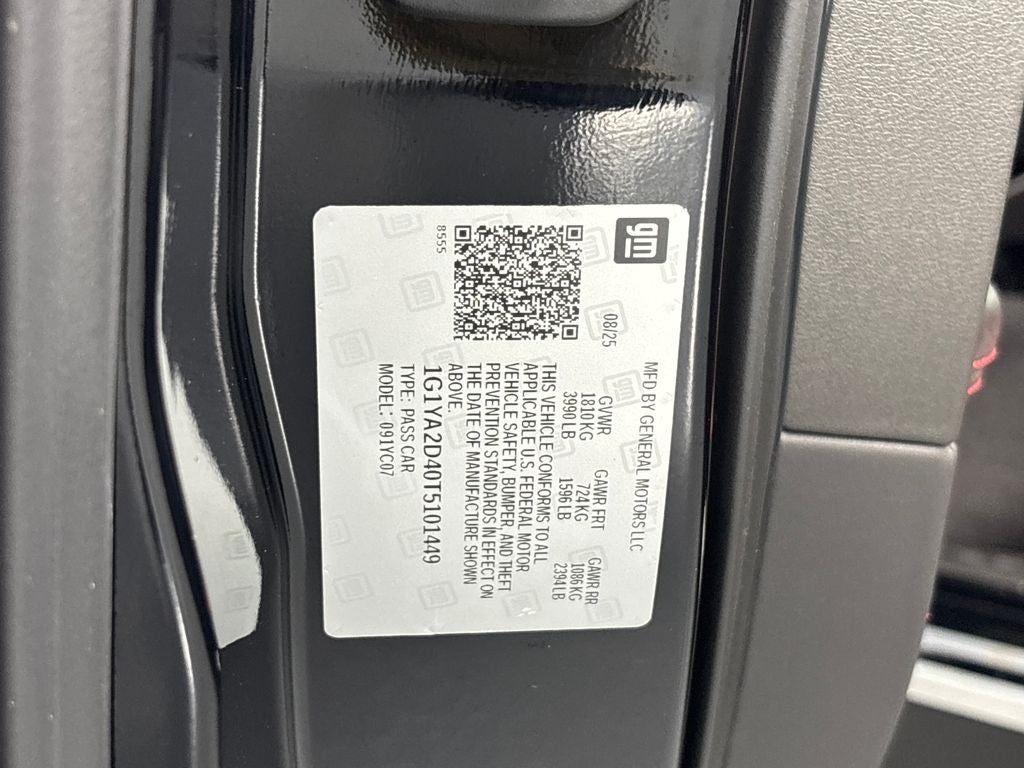 gm
MFD BY GENERAL MOTORS LLC
08/25
GVWR GAWR FRT GAWR RR
1810 KG 724 KG 1086 KG
3990 LB 1596 LB 2394 LB
THIS VEHICLE CONFORMS TO ALL
APPLICABLE U.S. FEDERAL MOTOR
VEHICLE SAFETY, BUMPER, AND THEFT
PREVENTION STANDARDS IN EFFECT ON
THE DATE OF MANUFACTURE SHOWN
ABOVE.
1G1YA2D40T5101449
TYPE: PASS CAR
MODEL: 091YC07
8555